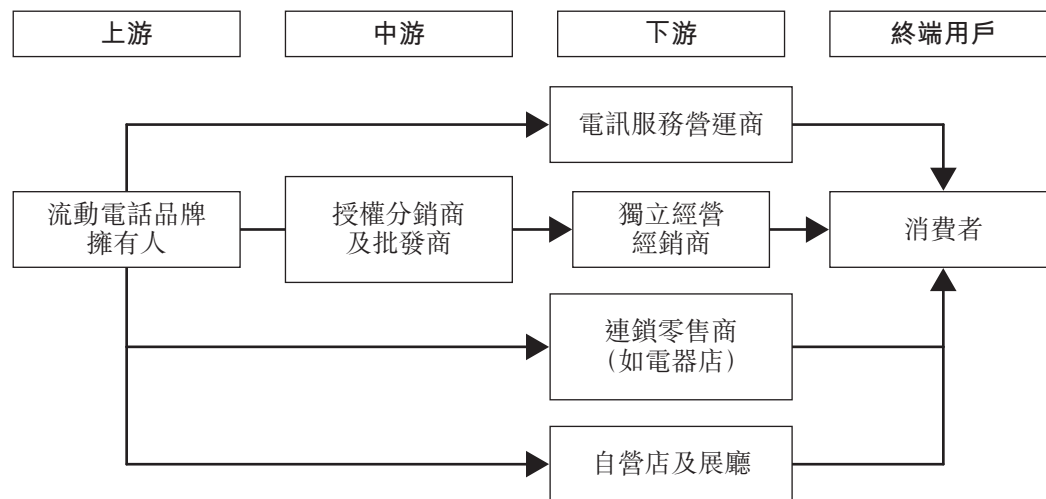 上游
中游
下游
終端用戶
電訊服務營運商
流動電話品牌
擁有人
授權分銷商
及批發商
獨立經營
經銷商
消費者
連鎖零售商
（如電器店）
自營店及展廳